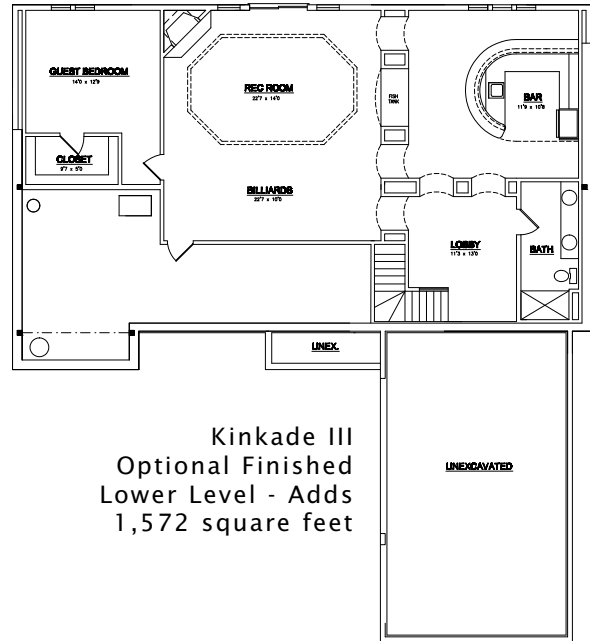 GUEST BEDROOM
14'0 x 12'9
CLOSET
9'7 x 5'0
REC ROOM
22'7 x 14'0
BILLIARDS
22'7 x 10'0
FISH
TANK
BAR
11'9 x 10'8
LOBBY
11'3 x 13'0
BATH
UNEX.
UNEXCAVATED
Kinkade III
Optional Finished
Lower Level - Adds
1,572 square feet